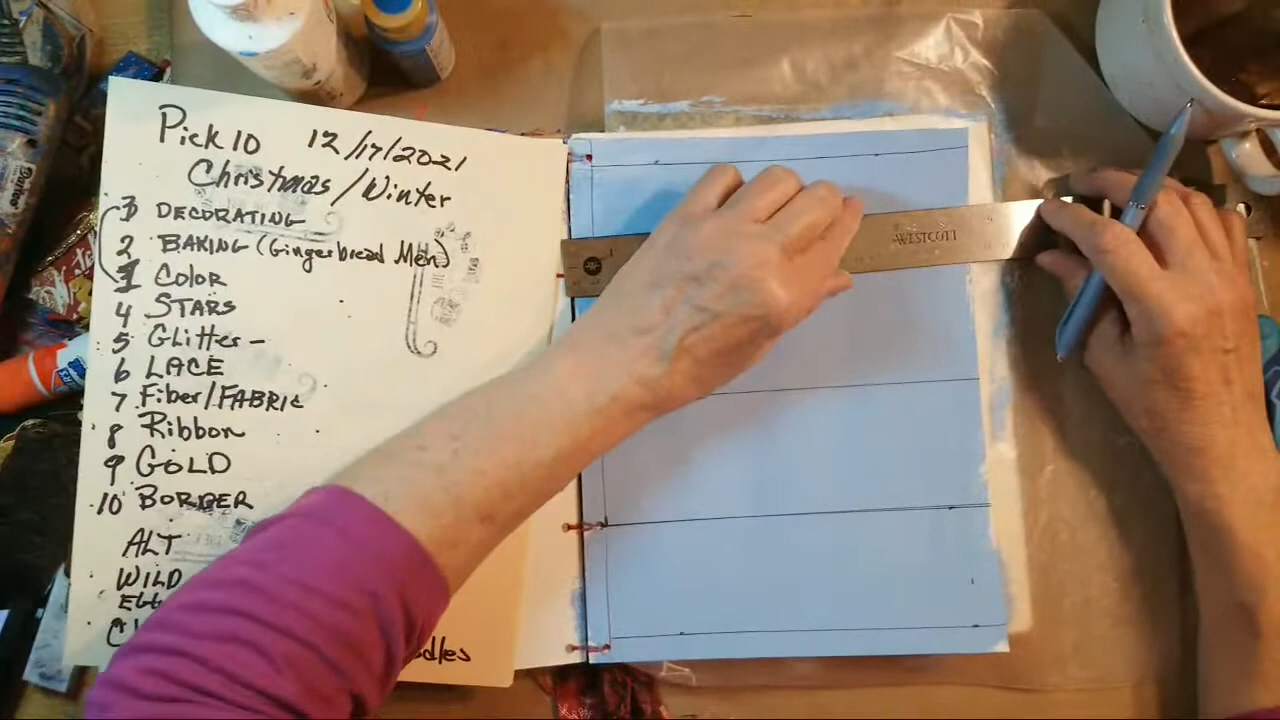 Pick 10 12/17/2021
Christmas/Winter
3 DECORATING
2 BAKING (Gingerbread Men)
1 COLOR
4 STARS
5 Glitter -
6 LACE
7 Fiber/FABRIC
8 Ribbon
9 GOLD
10 BORDER
ALT
WILD
WESTCOTT